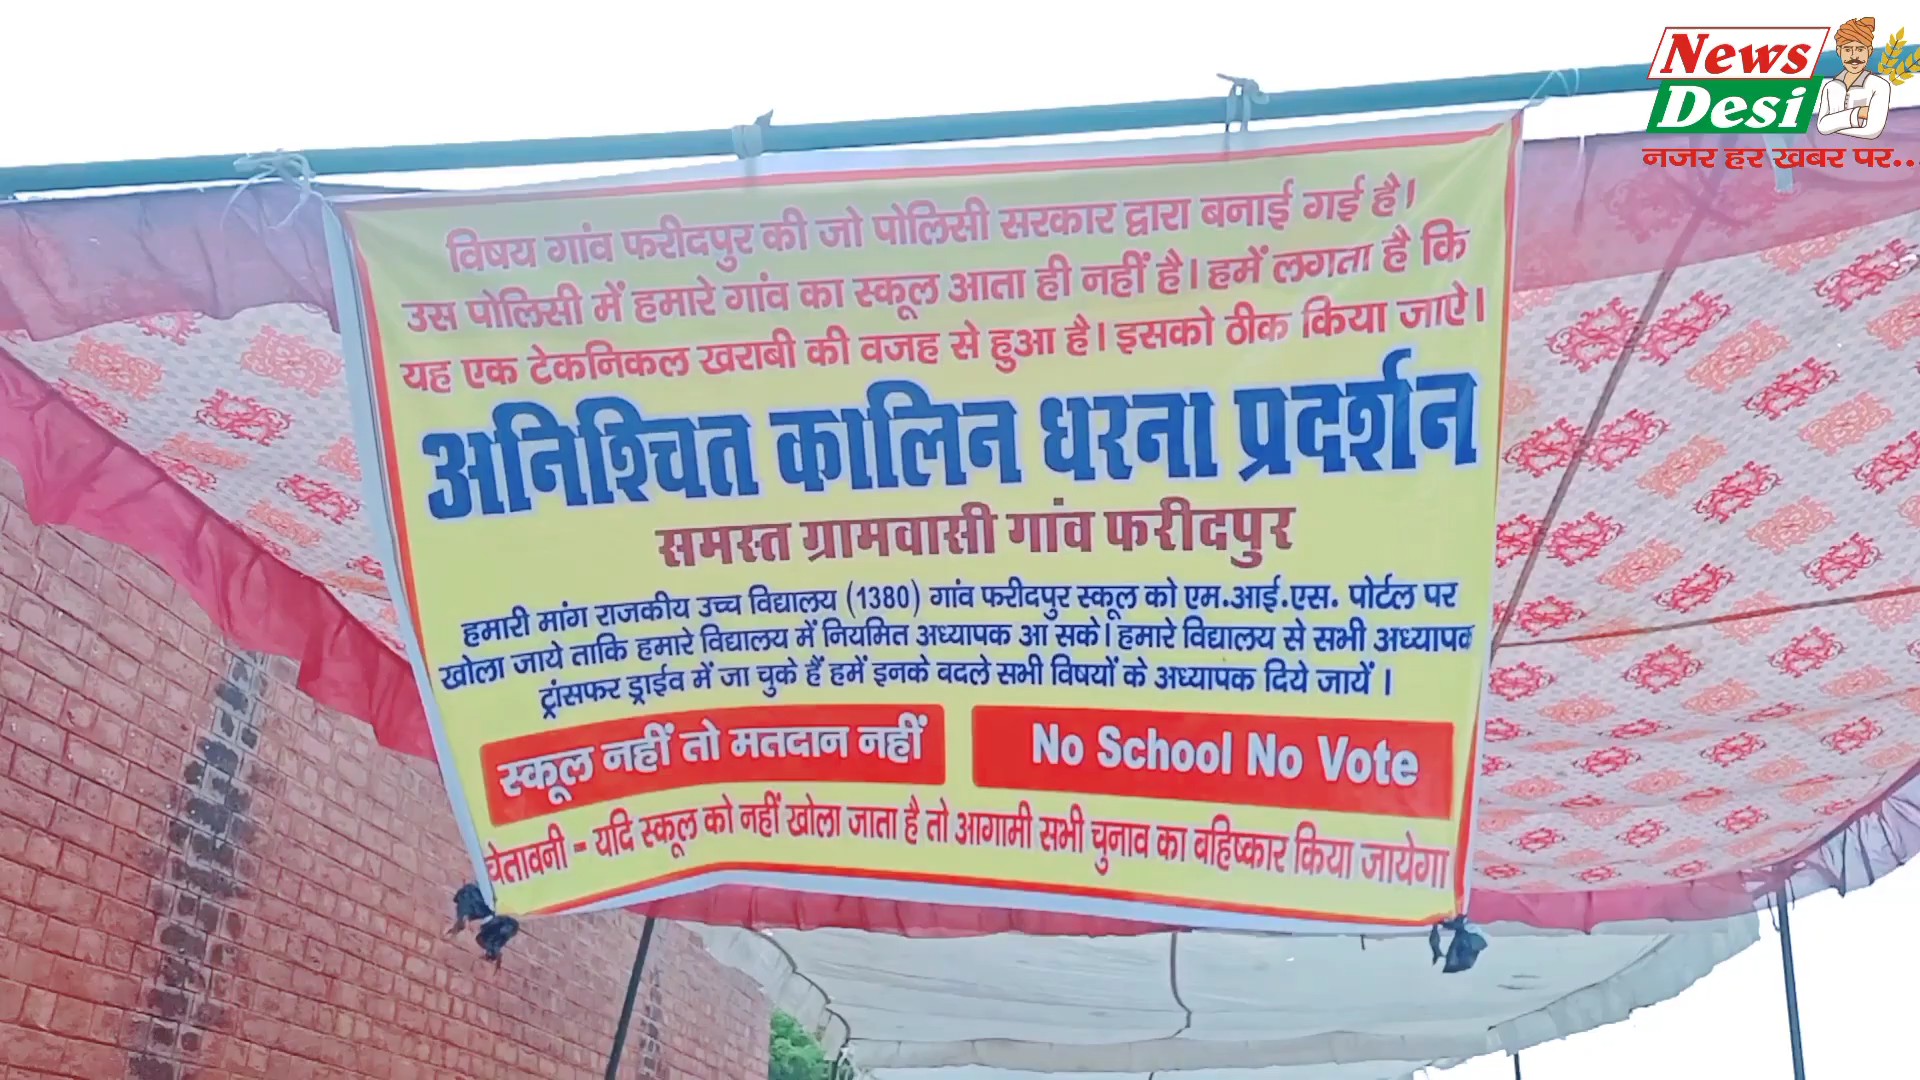 News
Desi
नजर हर खबर पर...
विषय गांव फरीदपुर की जो पोलिसी सरकार द्वारा बनाई गई है।
उस पोलिसी में हमारे गांव का स्कूल आता ही नहीं है। हमें लगता है कि
यह एक टेकनिकल खराबी की वजह से हुआ है। इसको ठीक किया जाऐ।
अनिश्चित कालिन धरना प्रदर्शन
समस्त ग्रामवासी गांव फरीदपुर
हमारी मांग राजकीय उच्च विद्यालय (1380) गांव फरीदपुर स्कूल को एम.आई.एस. पोर्टल पर
खोला जाये ताकि हमारे विद्यालय में नियमित अध्यापक आ सके। हमारे विद्यालय से सभी अध्यापक
ट्रांसफर ड्राईव में जा चुके हैं हमें इनके बदले सभी विषयों के अध्यापक दिये जायें ।
स्कूल नहीं तो मतदान नहीं
No School No Vote
चेतावनी - यदि स्कूल को नहीं खोला जाता है तो आगामी सभी चुनाव का बहिष्कार किया जायेगा